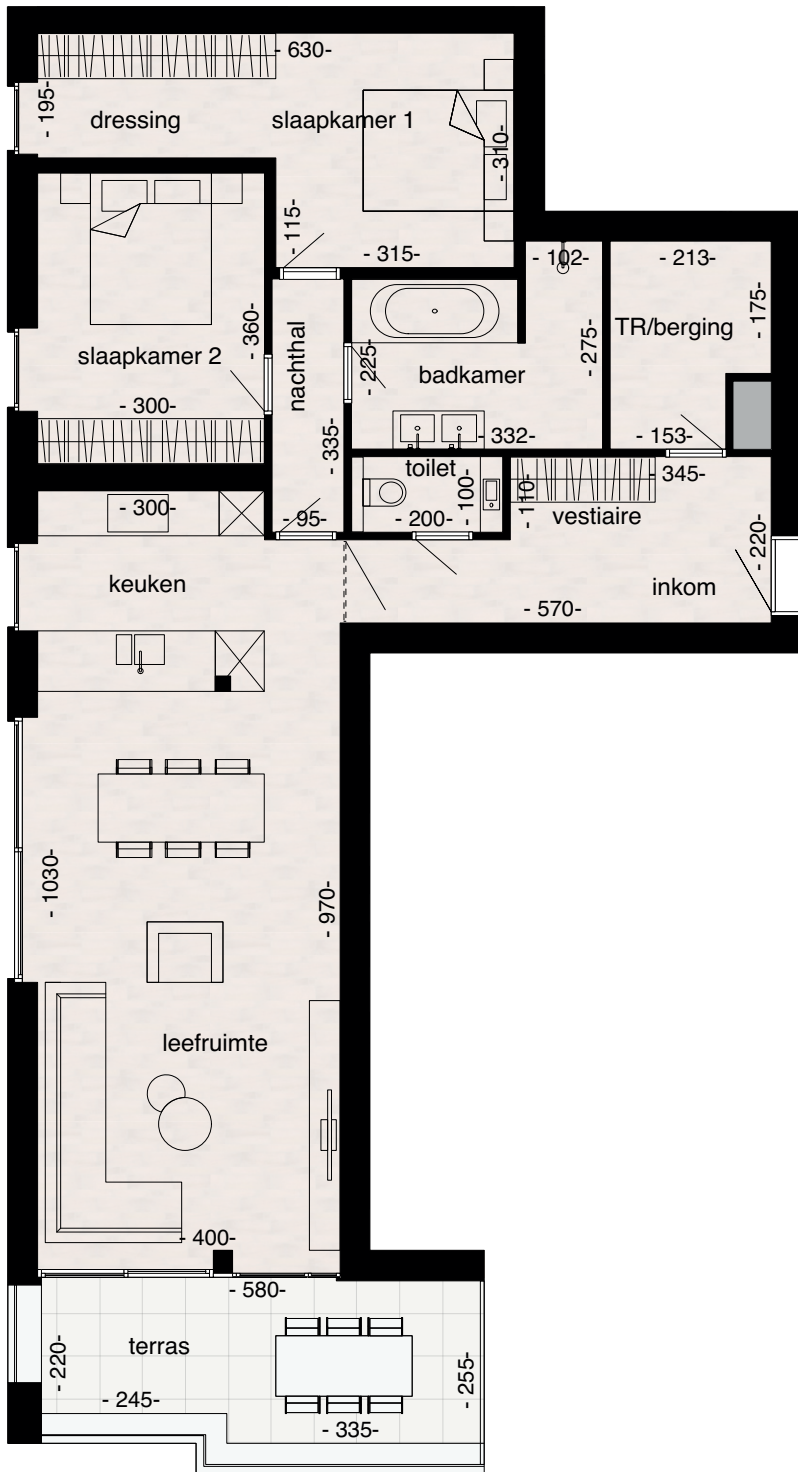 - 630-
- 195-
dressing
slaapkamer 1
- 310-
- 115-
- 315-
- 102-
- 213-
- 175-
TR/berging
- 275-
- 360-
nachthal
- 225-
slaapkamer 2
badkamer
- 300-
- 335-
- 332-
- 153-
toilet
- 345-
- 100-
- 110-
- 300-
- 95-
- 200-
vestiaire
- 220-
keuken
inkom
- 570-
- 1030-
- 970-
leefruimte
- 400-
- 580-
terras
- 220-
- 255-
- 245-
- 335-